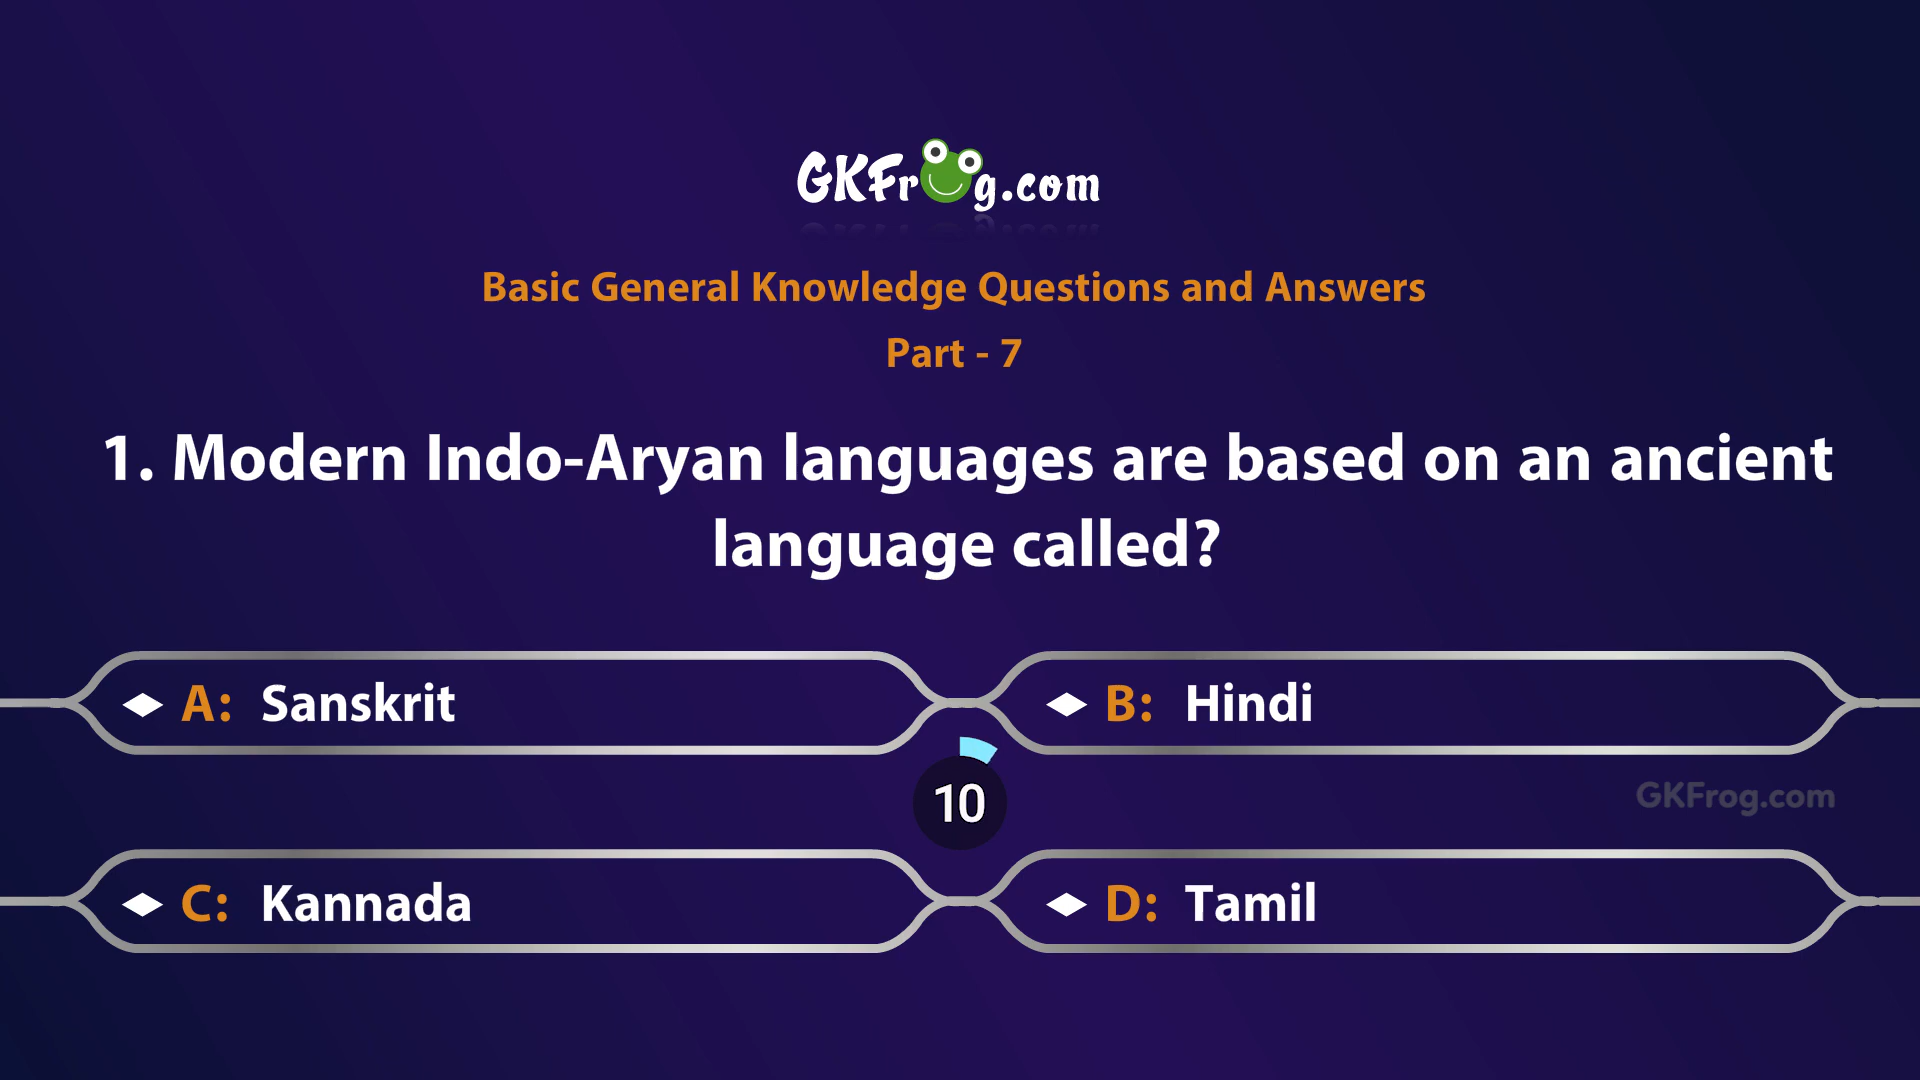 GKFrog.com
Basic General Knowledge Questions and Answers
Part - 7
1. Modern Indo-Aryan languages are based on an ancient
language called?
A: Sanskrit
B: Hindi
10
GKFrog.com
C: Kannada
D: Tamil